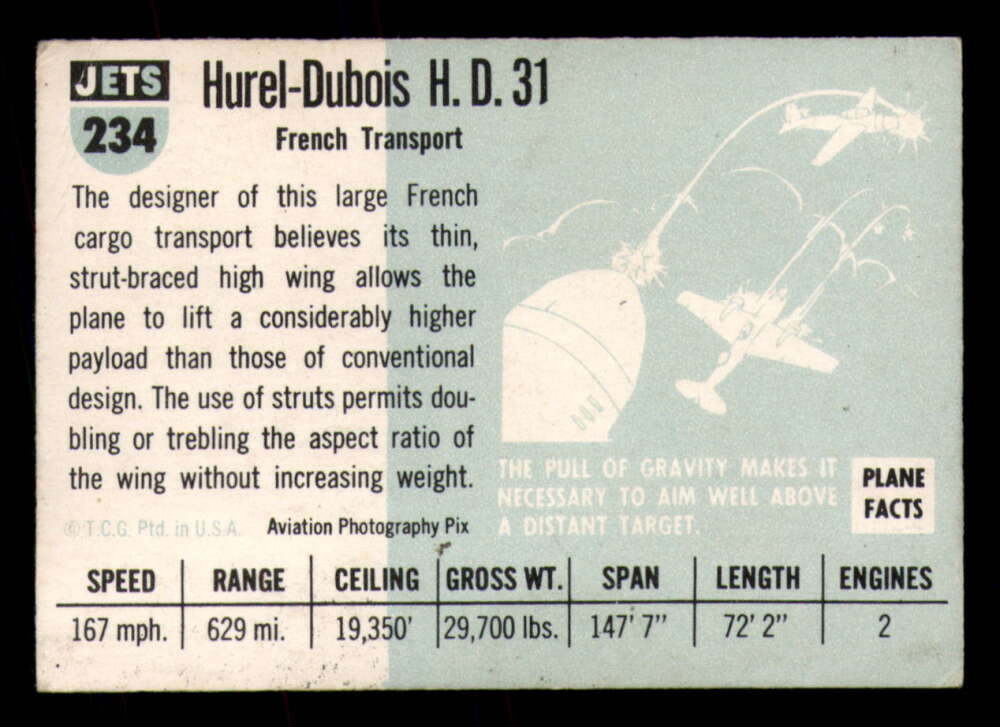 JETS
234
Hurel-Dubois H. D. 31
French Transport
The designer of this large French
cargo transport believes its thin,
strut-braced high wing allows the
plane to lift a considerably higher
payload than those of conventional
design. The use of struts permits dou-
bling or trebling the aspect ratio of
the wing without increasing weight.
© T.C.G. Ptd. in U.S.A. Aviation Photography Pix
THE PULL OF GRAVITY MAKES IT
NECESSARY TO AIM WELL ABOVE
A DISTANT TARGET.
PLANE
FACTS
SPEED RANGE CEILING GROSS WT. SPAN LENGTH ENGINES
167 mph. 629 mi. 19,350' 29,700 lbs. 147' 7" 72' 2" 2